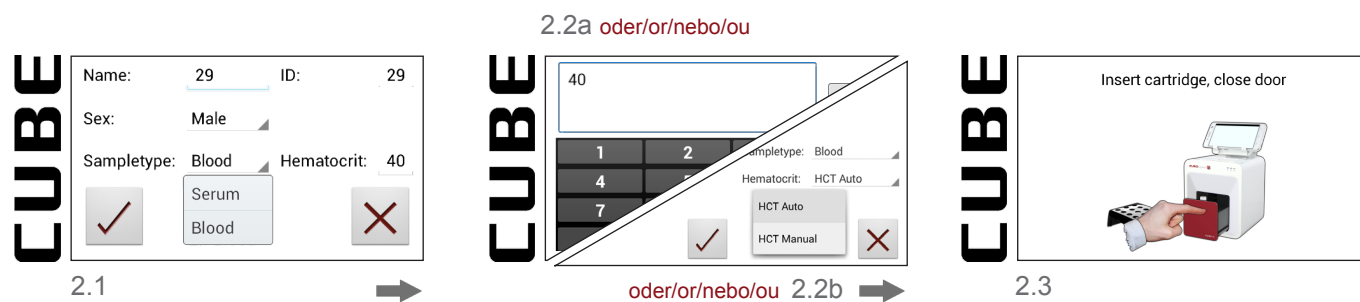 2.2a oder/or/nebo/ou
CUBE
Name: 29 ID: 29
Sex: Male
Sampletype: Blood Hematocrit: 40
Serum
Blood
2.1
CUBE
40
1 2
4
7
Sampletype: Blood
Hematocrit: HCT Auto
HCT Auto
HCT Manual
oder/or/nebo/ou 2.2b
CUBE
Insert cartridge, close door
2.3